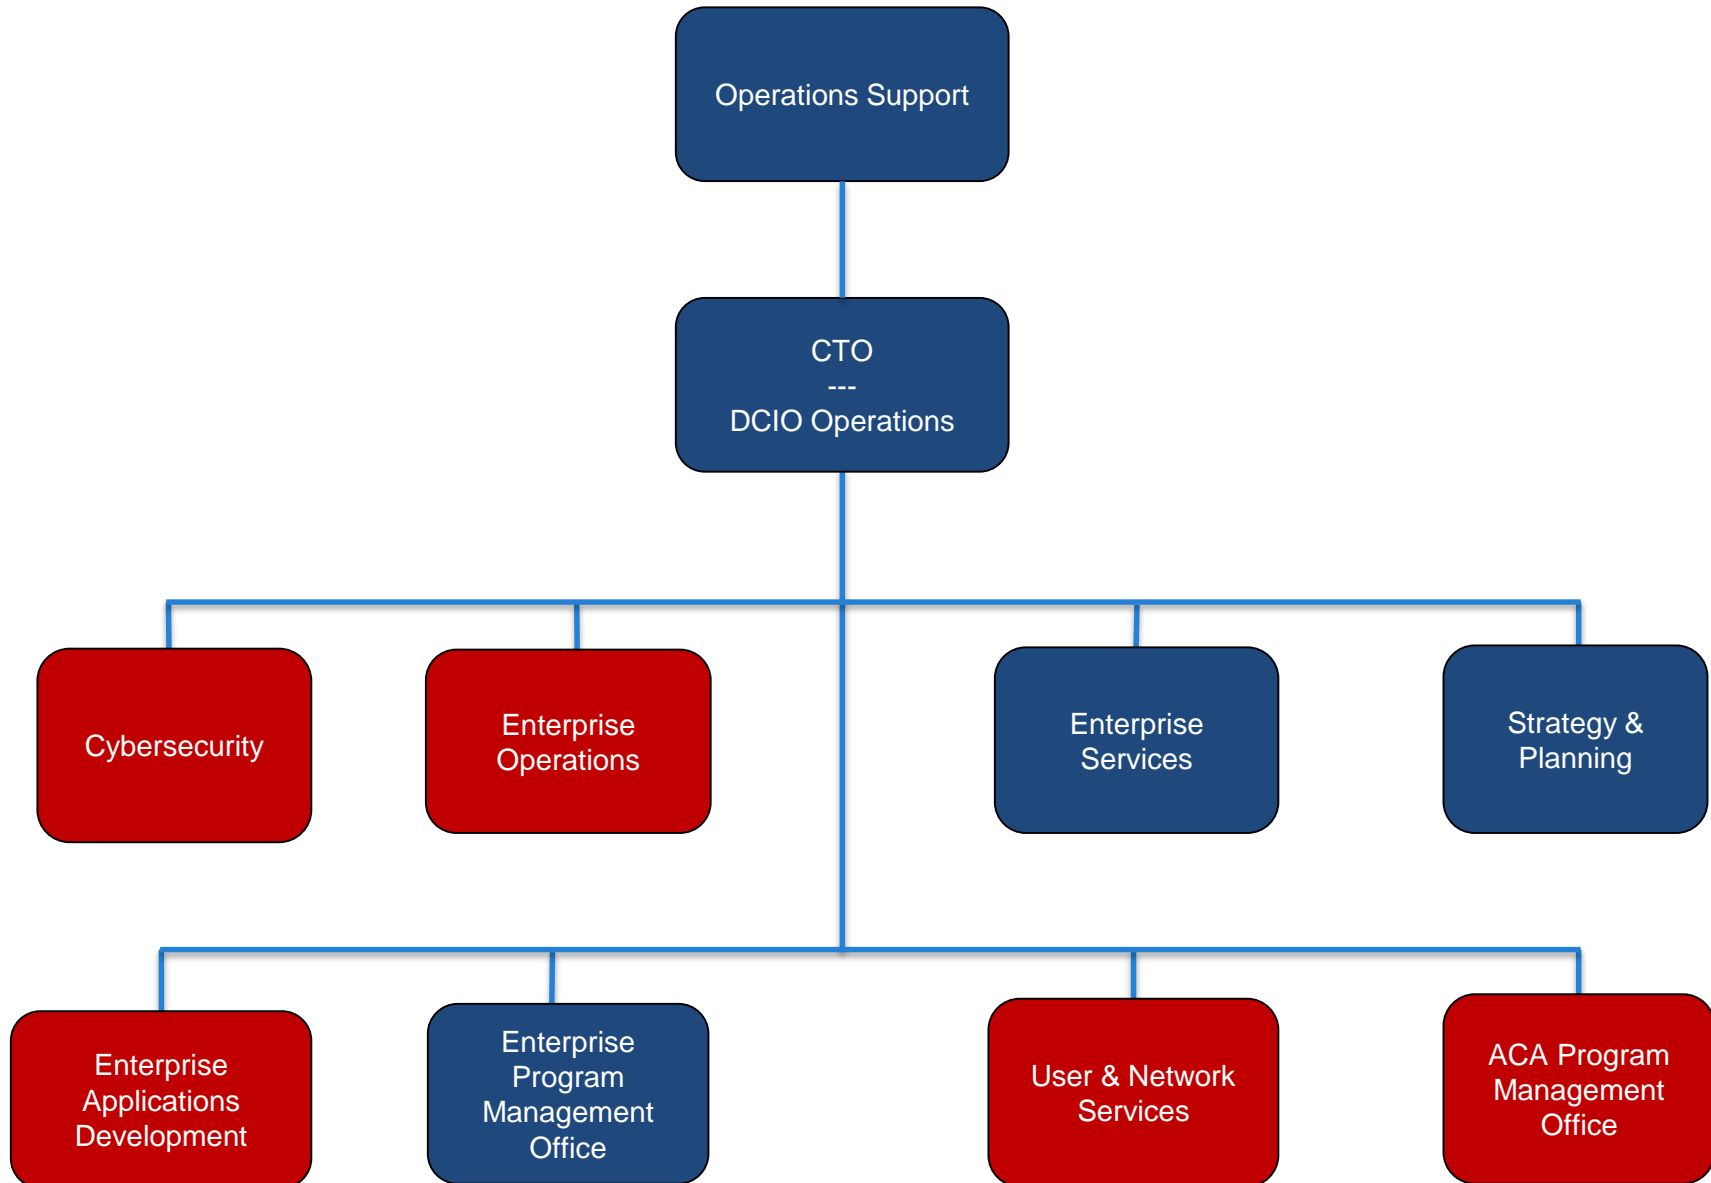 Operations Support
CTO
---
DCIO Operations
Cybersecurity
Enterprise
Operations
Enterprise
Services
Strategy &
Planning
Enterprise
Applications
Development
Enterprise
Program
Management
Office
User & Network
Services
ACA Program
Management
Office